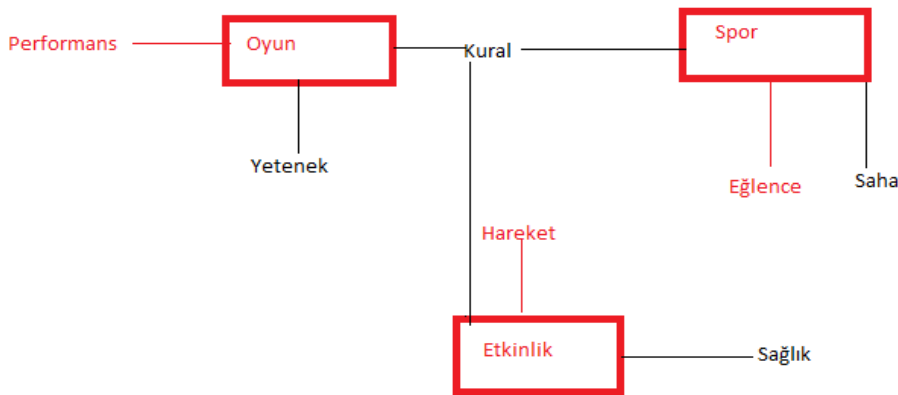 Performans
Oyun
Kural
Spor
Yetenek
Eğlence
Saha
Hareket
Etkinlik
Sağlık